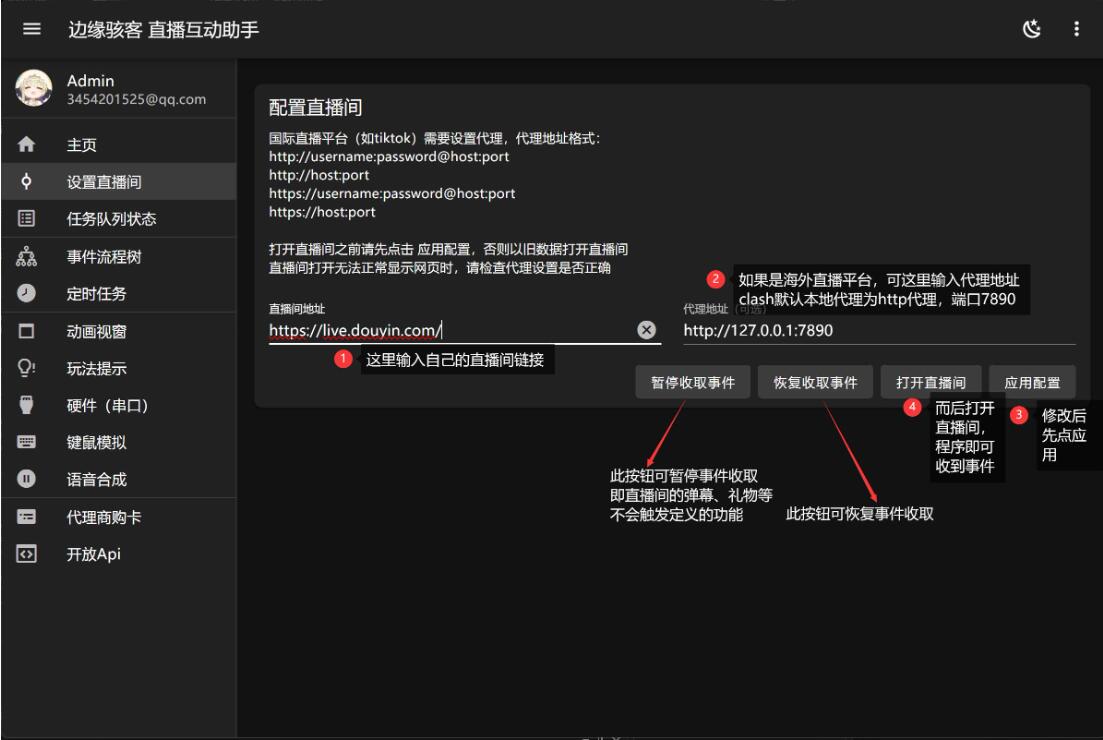 边缘骇客 直播互动助手
Admin
3454201525@qq.com
主页
设置直播间
任务队列状态
事件流程树
定时任务
动画视窗
玩法提示
硬件（串口）
键鼠模拟
语音合成
代理商购卡
开放Api
配置直播间
国际直播平台（如tiktok）需要设置代理，代理地址格式：
http://username:password@host:port
http://host:port
https://username:password@host:port
https://host:port
打开直播间之前请先点击 应用配置，否则以旧数据打开直播间
直播间打开无法正常显示网页时，请检查代理设置是否正确
2 如果是海外直播平台，可这里输入代理地址
clash默认本地代理为http代理，端口7890
直播间地址
https://live.douyin.com/
代理地址（可选）
http://127.0.0.1:7890
1 这里输入自己的直播间链接
暂停收取事件
恢复收取事件
打开直播间
应用配置
4 而后打开
直播间，
程序即可
收到事件
3 修改后
先点应
用
此按钮可暂停事件收取
即直播间的弹幕、礼物等
不会触发定义的功能
此按钮可恢复事件收取